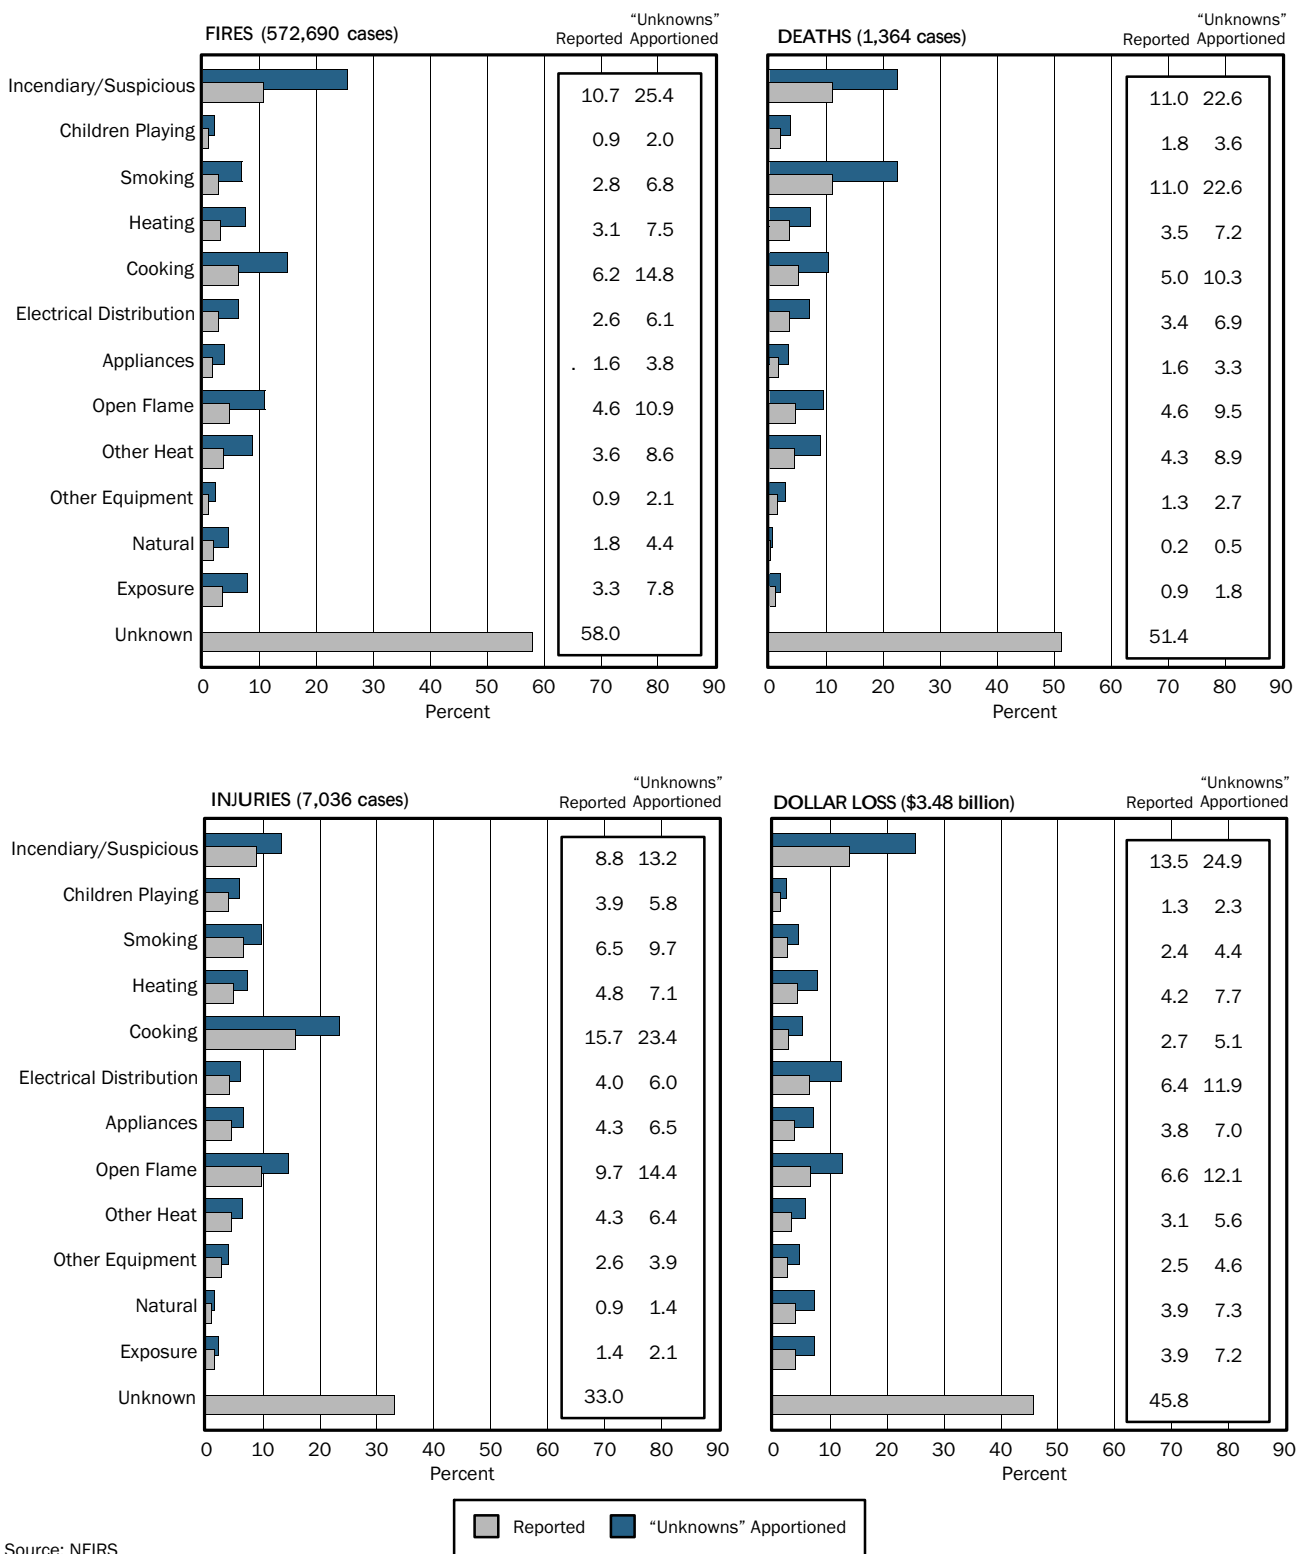 FIRES (572,690 cases)
Reported “Unknowns” Apportioned
Incendiary/Suspicious 10.7 25.4
Children Playing 0.9 2.0
Smoking 2.8 6.8
Heating 3.1 7.5
Cooking 6.2 14.8
Electrical Distribution 2.6 6.1
Appliances . 1.6 3.8
Open Flame 4.6 10.9
Other Heat 3.6 8.6
Other Equipment 0.9 2.1
Natural 1.8 4.4
Exposure 3.3 7.8
Unknown 58.0
0 10 20 30 40 50 60 70 80 90
Percent
DEATHS (1,364 cases)
Reported “Unknowns” Apportioned
11.0 22.6
1.8 3.6
11.0 22.6
3.5 7.2
5.0 10.3
3.4 6.9
1.6 3.3
4.6 9.5
4.3 8.9
1.3 2.7
0.2 0.5
0.9 1.8
51.4
0 10 20 30 40 50 60 70 80 90
Percent
INJURIES (7,036 cases)
Reported “Unknowns” Apportioned
Incendiary/Suspicious 8.8 13.2
Children Playing 3.9 5.8
Smoking 6.5 9.7
Heating 4.8 7.1
Cooking 15.7 23.4
Electrical Distribution 4.0 6.0
Appliances 4.3 6.5
Open Flame 9.7 14.4
Other Heat 4.3 6.4
Other Equipment 2.6 3.9
Natural 0.9 1.4
Exposure 1.4 2.1
Unknown 33.0
0 10 20 30 40 50 60 70 80 90
Percent
DOLLAR LOSS ($3.48 billion)
Reported “Unknowns” Apportioned
13.5 24.9
1.3 2.3
2.4 4.4
4.2 7.7
2.7 5.1
6.4 11.9
3.8 7.0
6.6 12.1
3.1 5.6
2.5 4.6
3.9 7.3
3.9 7.2
45.8
0 10 20 30 40 50 60 70 80 90
Percent
Reported “Unknowns” Apportioned
Source: NFIRS